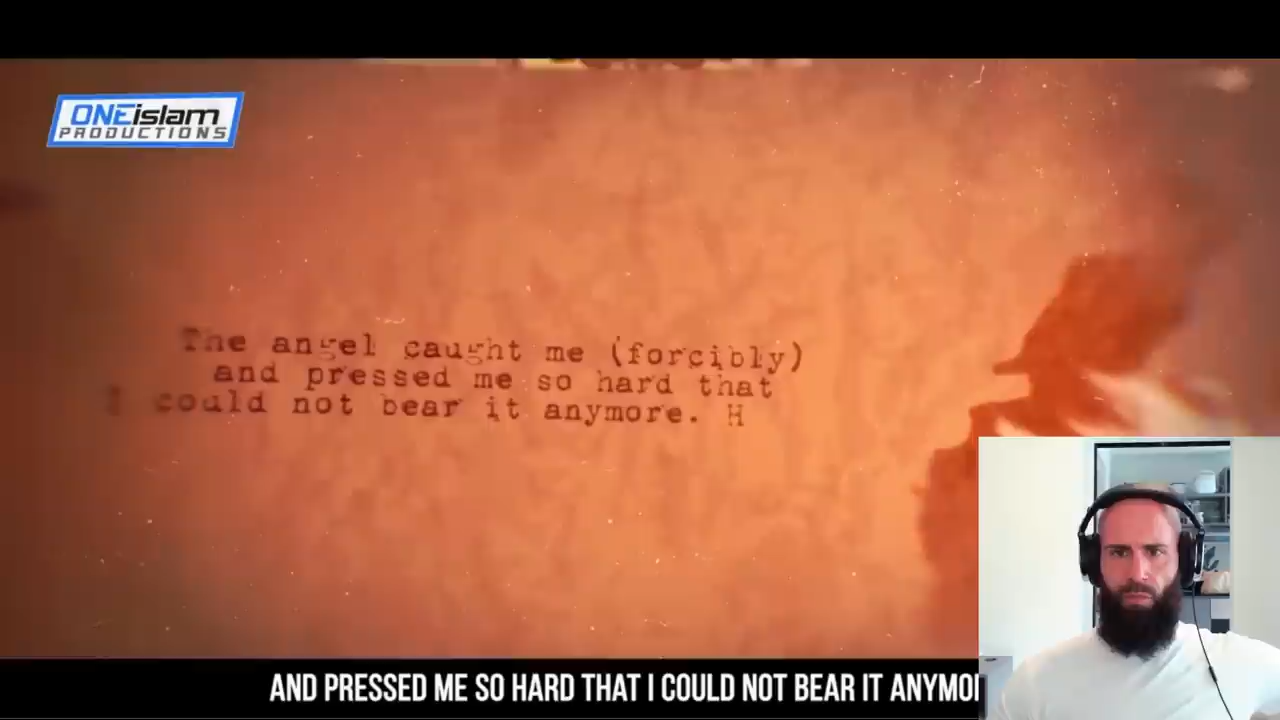 ONEislam
PRODUCTIONS
The angel caught me (forcibly)
and pressed me so hard that
I could not bear it anymore. H
AND PRESSED ME SO HARD THAT I COULD NOT BEAR IT ANYMO